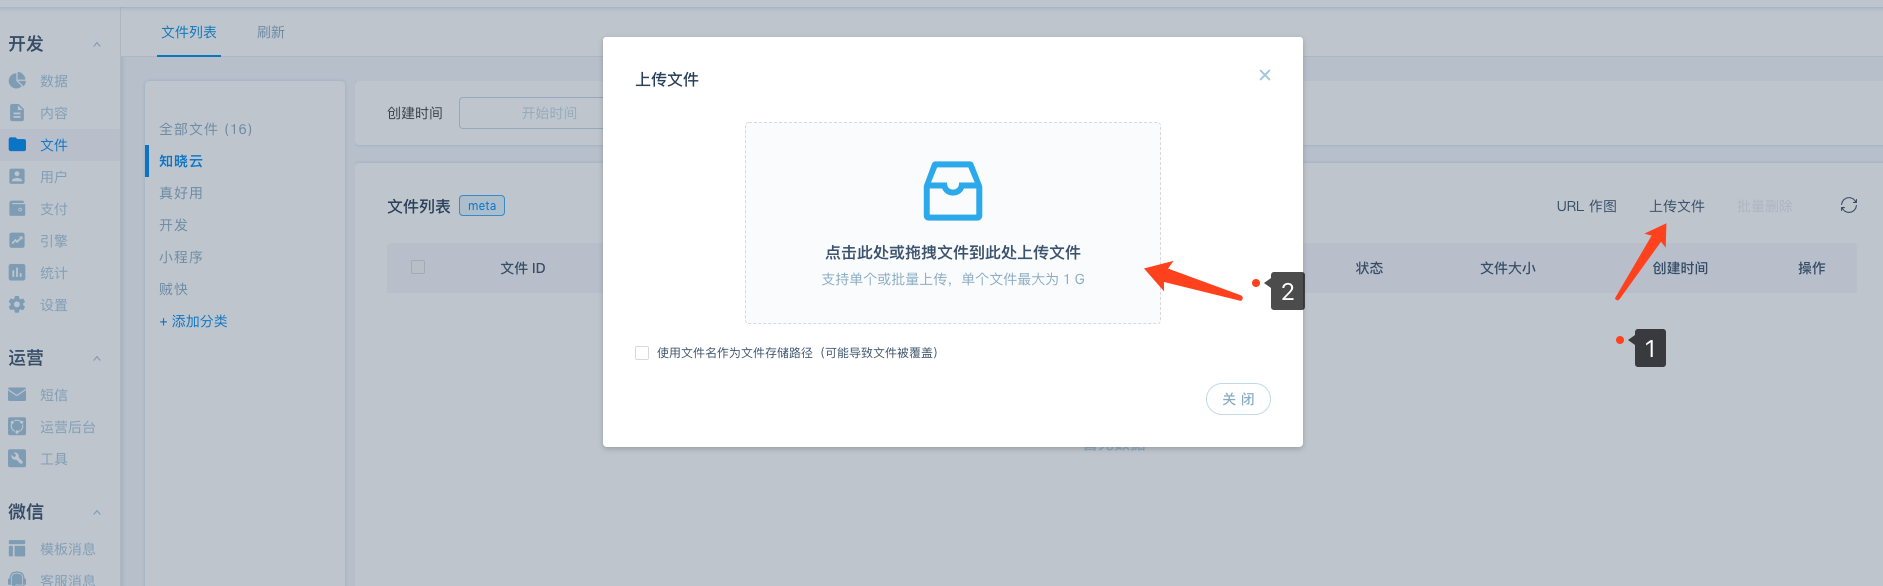 文件列表
刷新
开发
数据
内容
文件
用户
支付
引擎
统计
设置
运营
短信
运营后台
工具
微信
模板消息
客服消息
全部文件 (16)
知晓云
真好用
开发
小程序
贼快
+ 添加分类
创建时间
开始时间
文件列表
meta
URL 作图
上传文件
批量删除
文件 ID
状态
文件大小
创建时间
操作
上传文件
点击此处或拖拽文件到此处上传文件
支持单个或批量上传，单个文件最大为 1 G
使用文件名作为文件存储路径（可能导致文件被覆盖）
关 闭
2
1